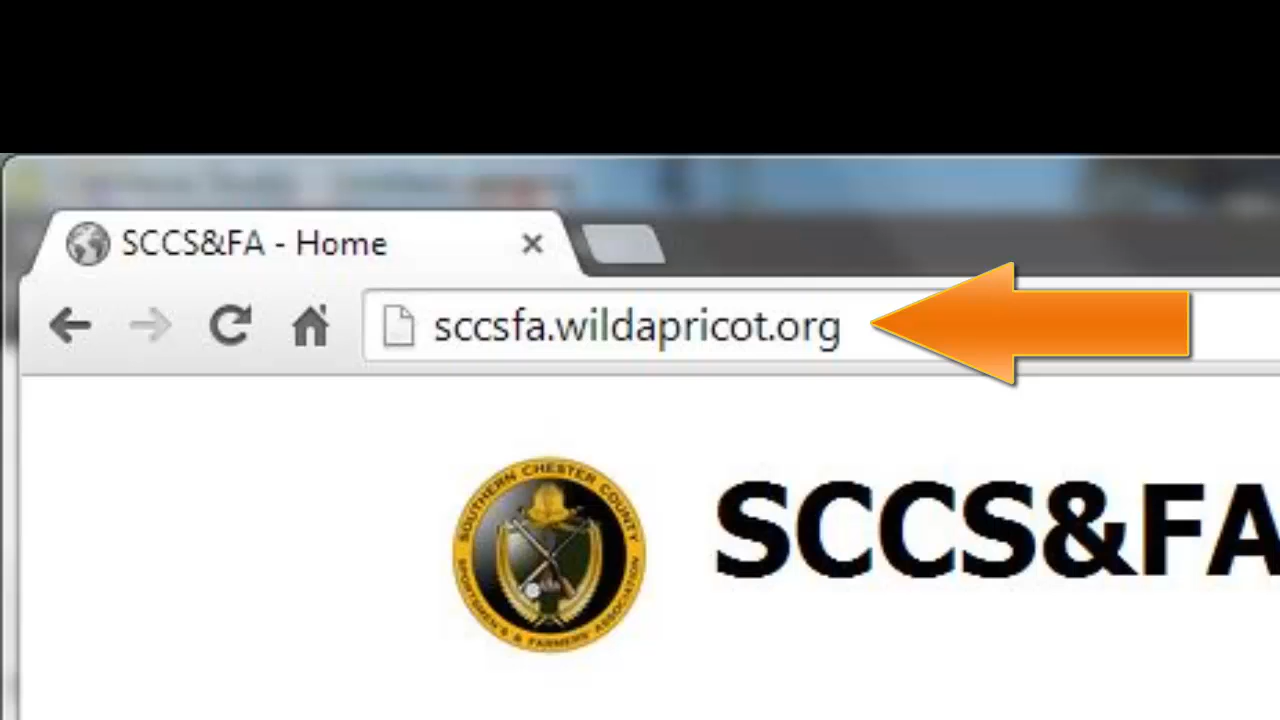 SCCS&FA - Home
sccsfa.wildapricot.org
SCCS&FA
SOUTHERN CHESTER COUNTY
SPORTSMEN'S & FARMERS' ASSOCIATION